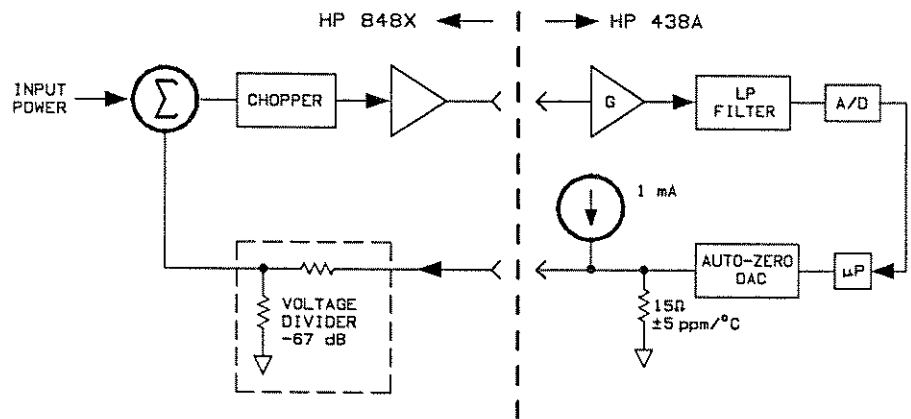 HP 848X
HP 438A
INPUT
POWER
Σ
CHOPPER
G
LP
FILTER
A/D
1 mA
VOLTAGE
DIVIDER
-67 dB
15Ω
±5 ppm/°C
AUTO-ZERO
DAC
µP